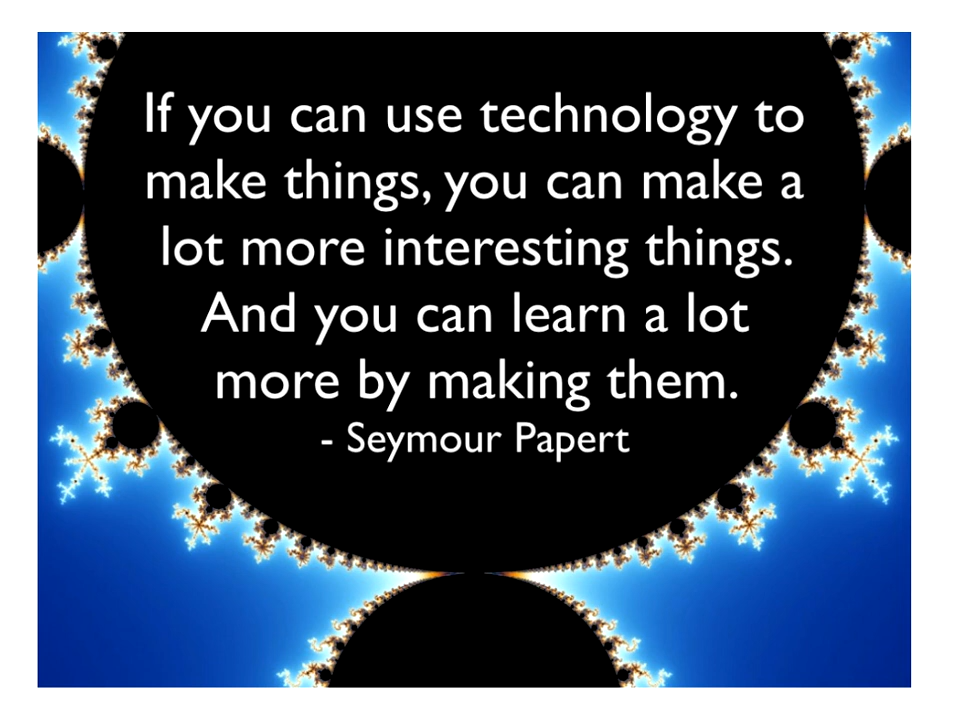 If you can use technology to
make things, you can make a
lot more interesting things.
And you can learn a lot
more by making them.
- Seymour Papert